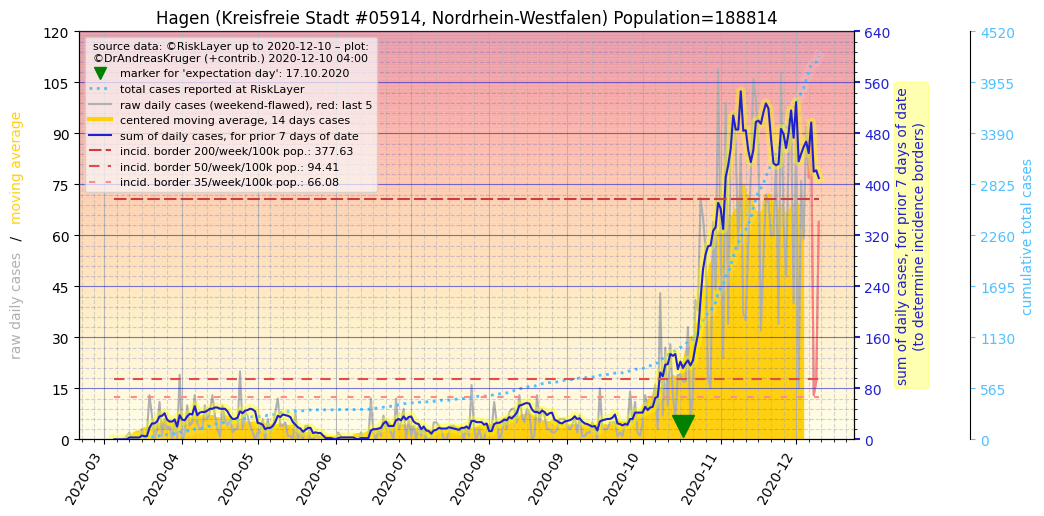 Hagen (Kreisfreie Stadt #05914, Nordrhein-Westfalen) Population=188814
source data: ©RiskLayer up to 2020-12-10 – plot:
©DrAndreasKruger (+contrib.) 2020-12-10 04:00
marker for 'expectation day': 17.10.2020
total cases reported at RiskLayer
raw daily cases (weekend-flawed), red: last 5
centered moving average, 14 days cases
sum of daily cases, for prior 7 days of date
incid. border 200/week/100k pop.: 377.63
incid. border 50/week/100k pop.: 94.41
incid. border 35/week/100k pop.: 66.08
raw daily cases / moving average
120
105
90
75
60
45
30
15
0
2020-03
2020-04
2020-05
2020-06
2020-07
2020-08
2020-09
2020-10
2020-11
2020-12
640
560
480
400
320
240
160
80
0
sum of daily cases, for prior 7 days of date
(to determine incidence borders)
4520
3955
3390
2825
2260
1695
1130
565
0
cumulative total cases